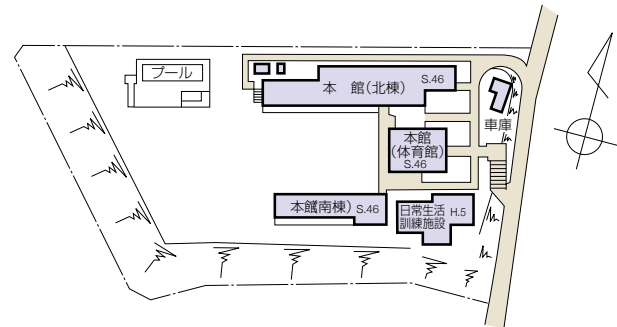 プール
本 館(北棟) S.46
車庫
本館
(体育館)
S.46
本館(南棟) S.46
日常生活 H.5
訓練施設